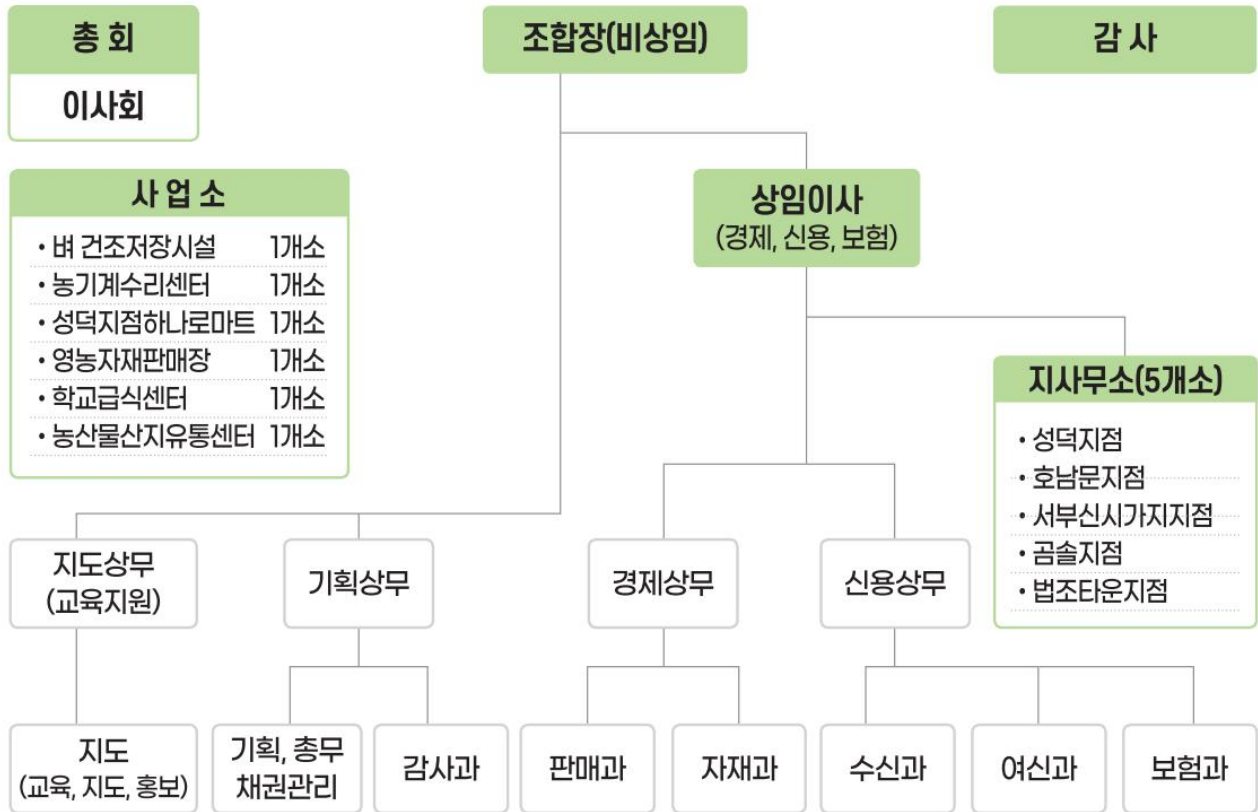 총 회
이사회
조합장(비상임)
감 사
사 업 소
• 벼 건조저장시설 1개소
• 농기계수리센터 1개소
• 성덕지점하나로마트 1개소
• 영농자재판매장 1개소
• 학교급식센터 1개소
• 농산물산지유통센터 1개소
상임이사
(경제, 신용, 보험)
지사무소(5개소)
• 성덕지점
• 호남문지점
• 서부신시가지지점
• 곰솔지점
• 법조타운지점
지도상무
(교육지원)
기획상무
경제상무
신용상무
지도
(교육, 지도, 홍보)
기획, 총무
채권관리
감사과
판매과
자재과
수신과
여신과
보험과